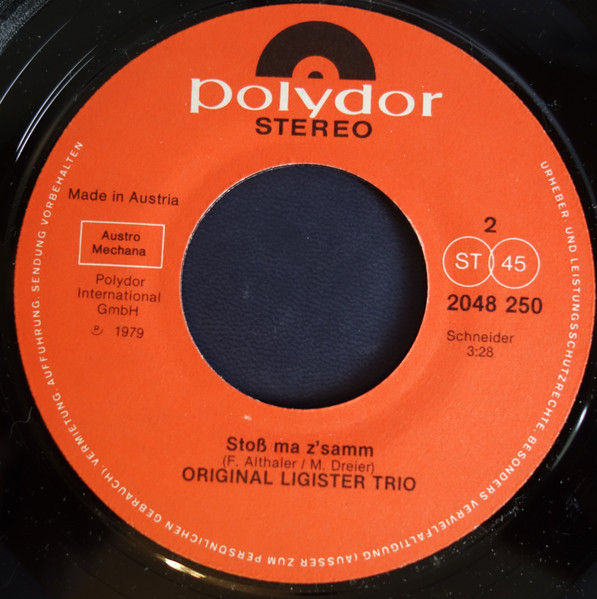 polydor
STEREO
Made in Austria
Austro
Mechana
Polydor
International
GmbH
℗ 1979
2
ST 45
2048 250
Schneider
3:28
Stoß ma z'samm
(F. Althaler / M. Dreier)
ORIGINAL LIGISTER TRIO
URHEBER- UND LEISTUNGSSCHUTZRECHTE, BESONDERS VERVIELFÄLTIGUNG (AUSSER ZUM PERSÖNLICHEN GEBRAUCH), VERMIETUNG, AUFFÜHRUNG, SENDUNG VORBEHALTEN